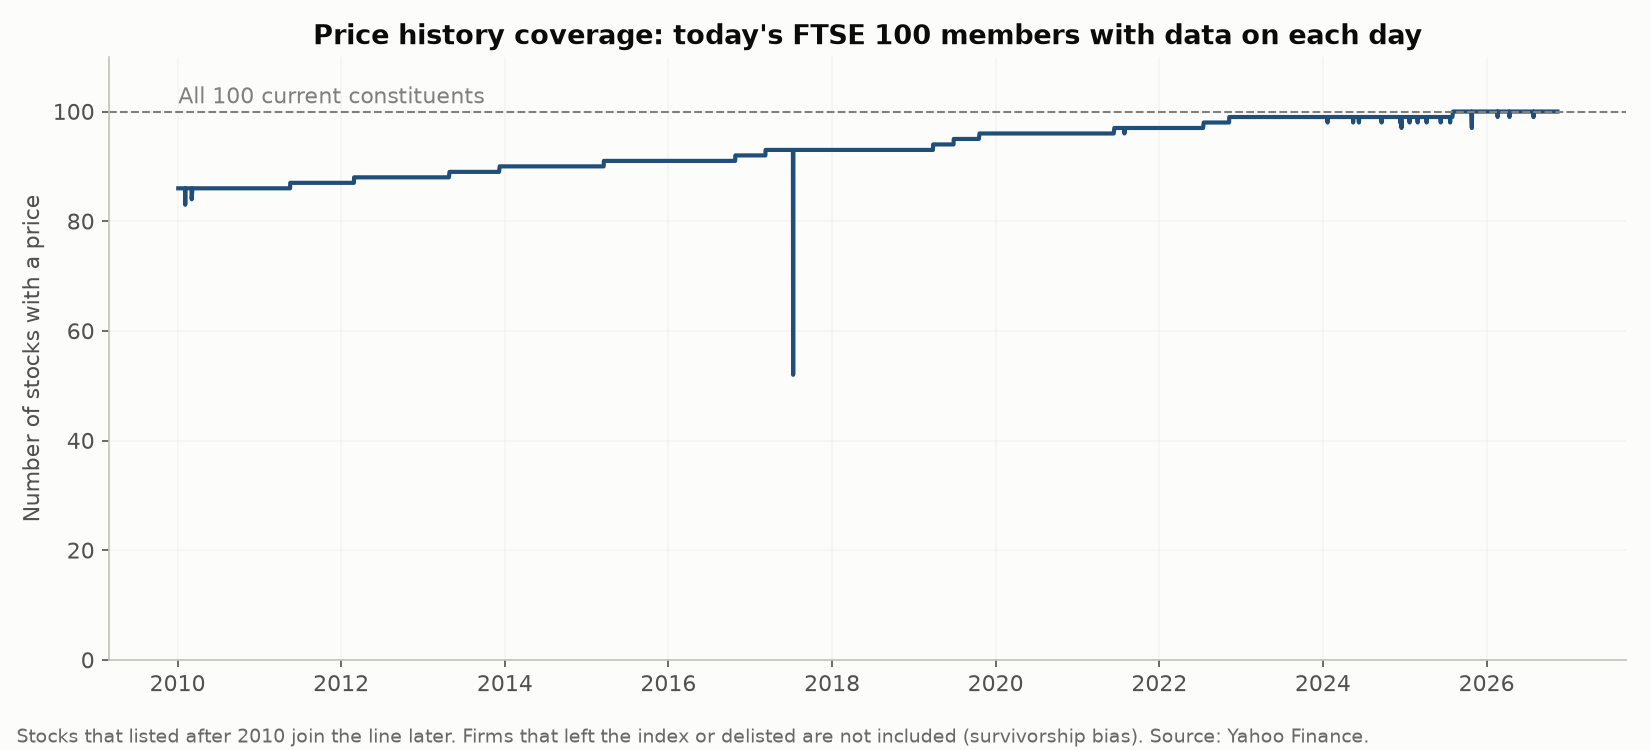 Price history coverage: today's FTSE 100 members with data on each day
All 100 current constituents
Number of stocks with a price
100
80
60
40
20
0
2010 2012 2014 2016 2018 2020 2022 2024 2026
Stocks that listed after 2010 join the line later. Firms that left the index or delisted are not included (survivorship bias). Source: Yahoo Finance.